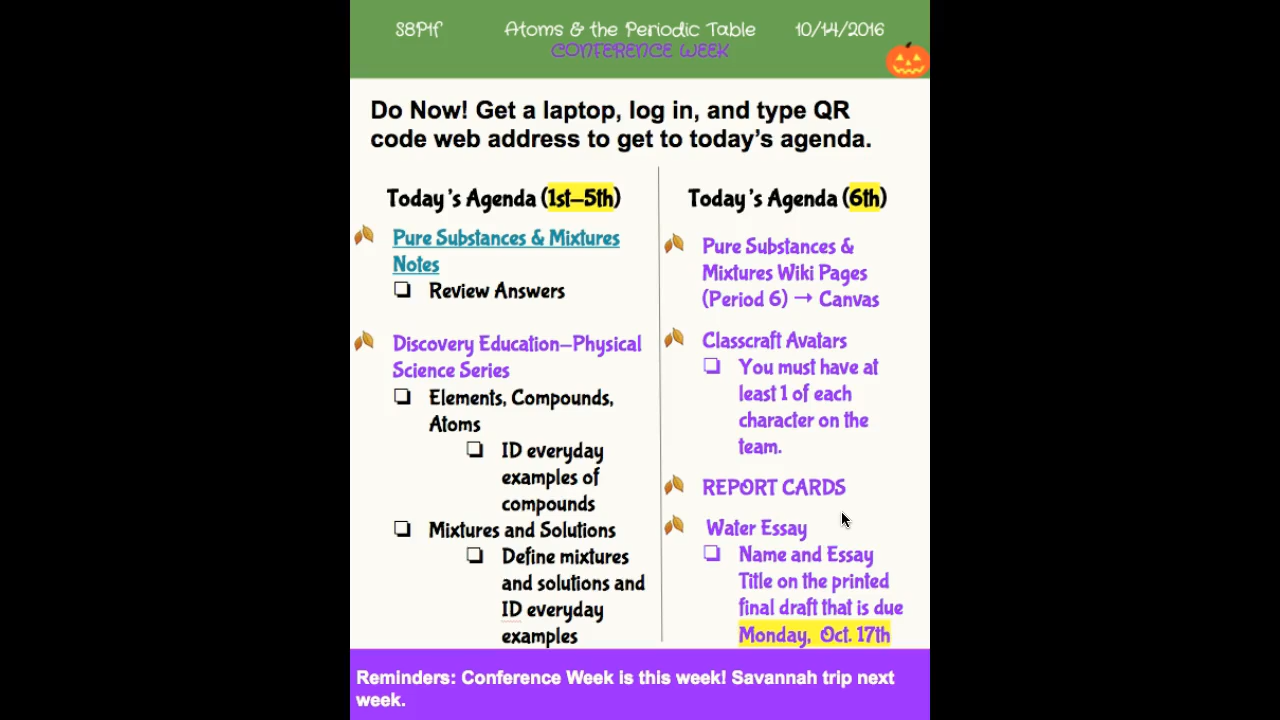 S8P1f Atoms & the Periodic Table 10/14/2016
CONFERENCE WEEK
Do Now! Get a laptop, log in, and type QR
code web address to get to today's agenda.
Today's Agenda (1st-5th)
Pure Substances & Mixtures
Notes
Review Answers
Discovery Education-Physical
Science Series
Elements, Compounds,
Atoms
ID everyday
examples of
compounds
Mixtures and Solutions
Define mixtures
and solutions and
ID everyday
examples
Today's Agenda (6th)
Pure Substances &
Mixtures Wiki Pages
(Period 6) → Canvas
Classcraft Avatars
You must have at
least 1 of each
character on the
team.
REPORT CARDS
Water Essay
Name and Essay
Title on the printed
final draft that is due
Monday, Oct. 17th
Reminders: Conference Week is this week! Savannah trip next
week.